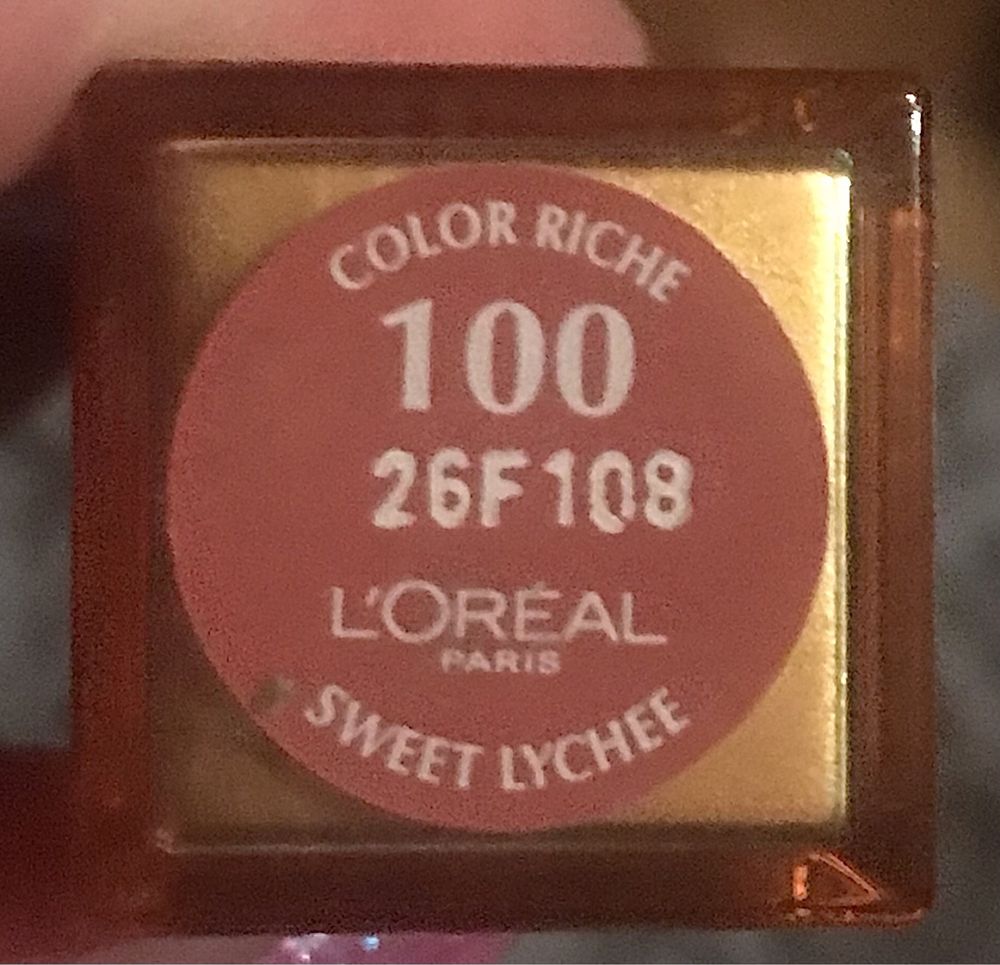 COLOR RICHE
100
26F108
L'ORÉAL
PARIS
SWEET LYCHEE